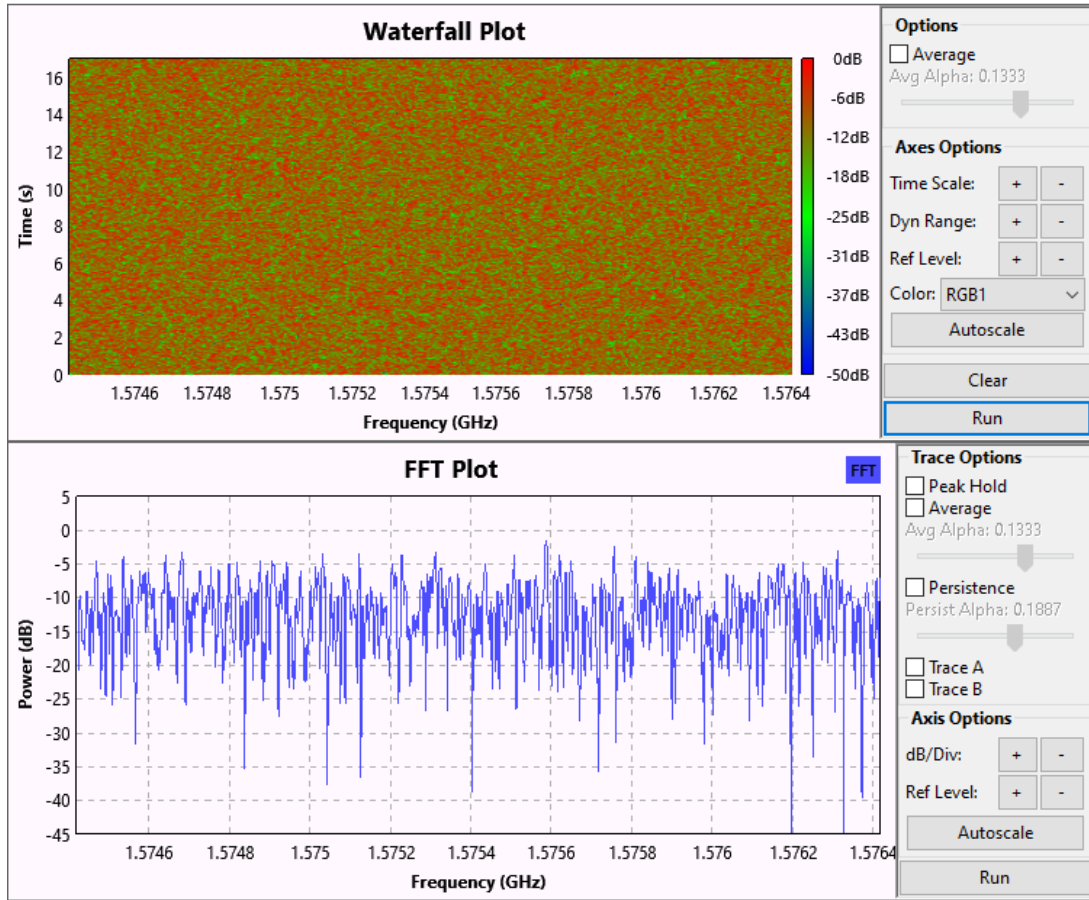 Waterfall Plot
Time (s)
16
14
12
10
8
6
4
2
0
1.5746 1.5748 1.575 1.5752 1.5754 1.5756 1.5758 1.576 1.5762 1.5764
Frequency (GHz)
0dB
-6dB
-12dB
-18dB
-25dB
-31dB
-37dB
-43dB
-50dB
Options
Average
Avg Alpha: 0.1333
Axes Options
Time Scale: + -
Dyn Range: + -
Ref Level: + -
Color: RGB1
Autoscale
Clear
Run
FFT Plot
FFT
Power (dB)
5
0
-5
-10
-15
-20
-25
-30
-35
-40
-45
1.5746 1.5748 1.575 1.5752 1.5754 1.5756 1.5758 1.576 1.5762 1.5764
Frequency (GHz)
Trace Options
Peak Hold
Average
Avg Alpha: 0.1333
Persistence
Persist Alpha: 0.1887
Trace A
Trace B
Axis Options
dB/Div: + -
Ref Level: + -
Autoscale
Run